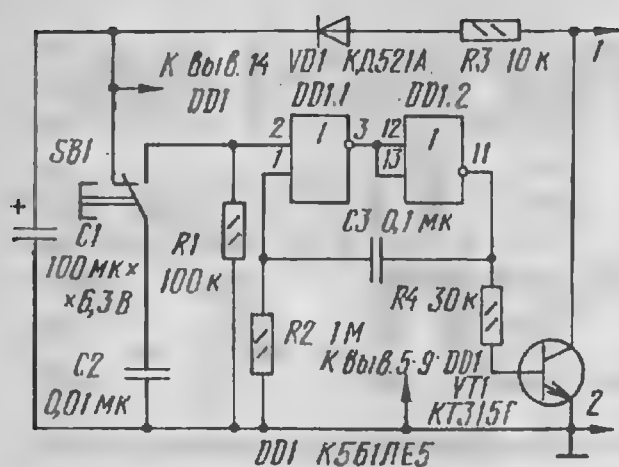 К выв. 14
DD1
VD1 КД521А
R3 10 к
1
DD1.1
DD1.2
SB1
2
1
1
3
12
13
1
11
+
C1
100 мк ×
× 6,3 В
R1
100 к
C3 0,1 мк
R4 30 к
R2 1 М
К выв. 5-9 DD1
C2
0,01 мк
VT1
КТ315Г
2
DD1 К561ЛЕ5